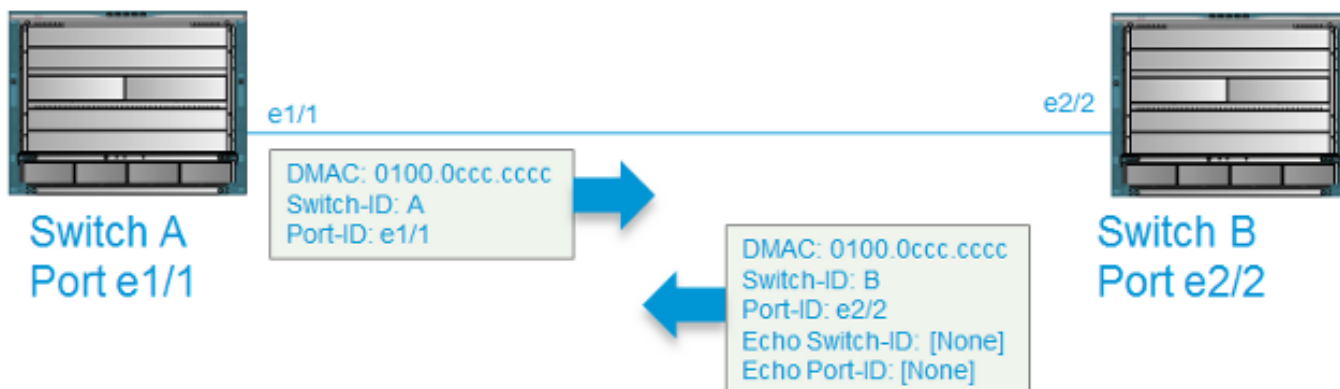 e1/1
e2/2
DMAC: 0100.0ccc.cccc
Switch-ID: A
Port-ID: e1/1
Switch A
Port e1/1
DMAC: 0100.0ccc.cccc
Switch-ID: B
Port-ID: e2/2
Echo Switch-ID: [None]
Echo Port-ID: [None]
Switch B
Port e2/2